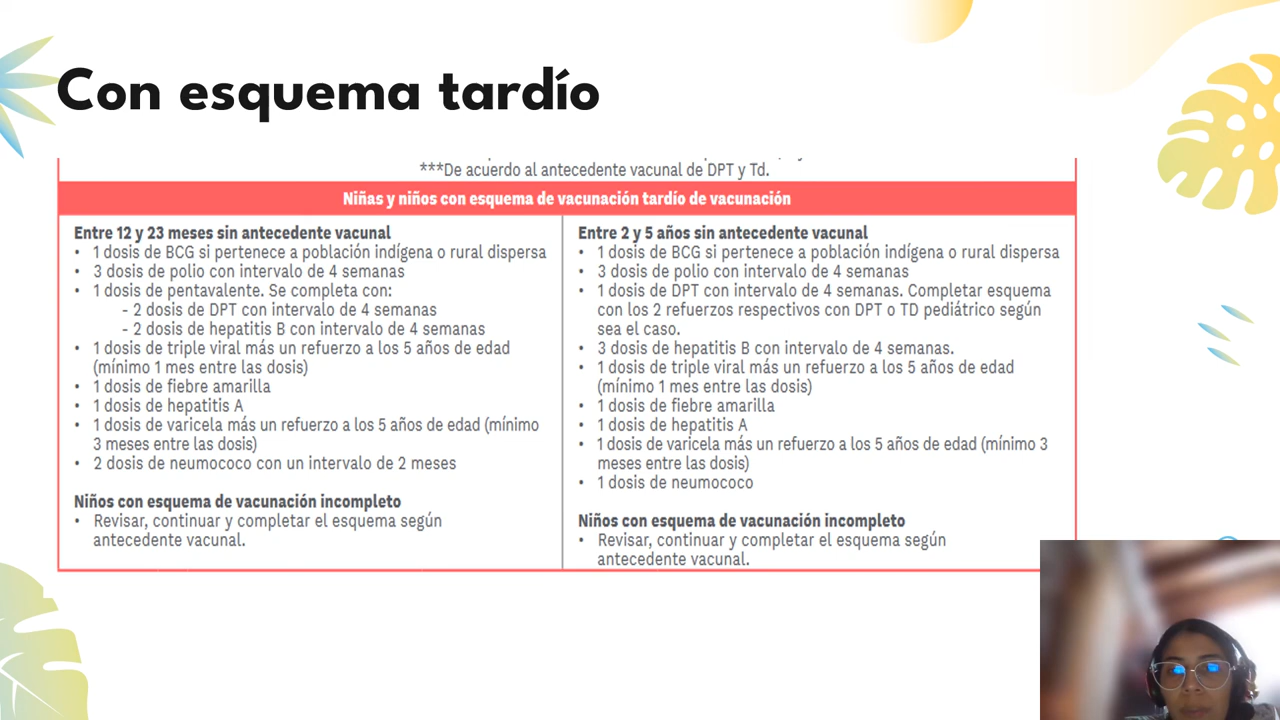 Con esquema tardío
***De acuerdo al antecedente vacunal de DPT y Td.
Niñas y niños con esquema de vacunación tardío de vacunación
Entre 12 y 23 meses sin antecedente vacunal
• 1 dosis de BCG si pertenece a población indígena o rural dispersa
• 3 dosis de polio con intervalo de 4 semanas
• 1 dosis de pentavalente. Se completa con:
- 2 dosis de DPT con intervalo de 4 semanas
- 2 dosis de hepatitis B con intervalo de 4 semanas
• 1 dosis de triple viral más un refuerzo a los 5 años de edad
(mínimo 1 mes entre las dosis)
• 1 dosis de fiebre amarilla
• 1 dosis de hepatitis A
• 1 dosis de varicela más un refuerzo a los 5 años de edad (mínimo
3 meses entre las dosis)
• 2 dosis de neumococo con un intervalo de 2 meses
Niños con esquema de vacunación incompleto
• Revisar, continuar y completar el esquema según
antecedente vacunal.
Entre 2 y 5 años sin antecedente vacunal
• 1 dosis de BCG si pertenece a población indígena o rural dispersa
• 3 dosis de polio con intervalo de 4 semanas
• 1 dosis de DPT con intervalo de 4 semanas. Completar esquema
con los 2 refuerzos respectivos con DPT o TD pediátrico según
sea el caso.
• 3 dosis de hepatitis B con intervalo de 4 semanas.
• 1 dosis de triple viral más un refuerzo a los 5 años de edad
(mínimo 1 mes entre las dosis)
• 1 dosis de fiebre amarilla
• 1 dosis de hepatitis A
• 1 dosis de varicela más un refuerzo a los 5 años de edad (mínimo 3
meses entre las dosis)
• 1 dosis de neumococo
Niños con esquema de vacunación incompleto
• Revisar, continuar y completar el esquema según
antecedente vacunal.